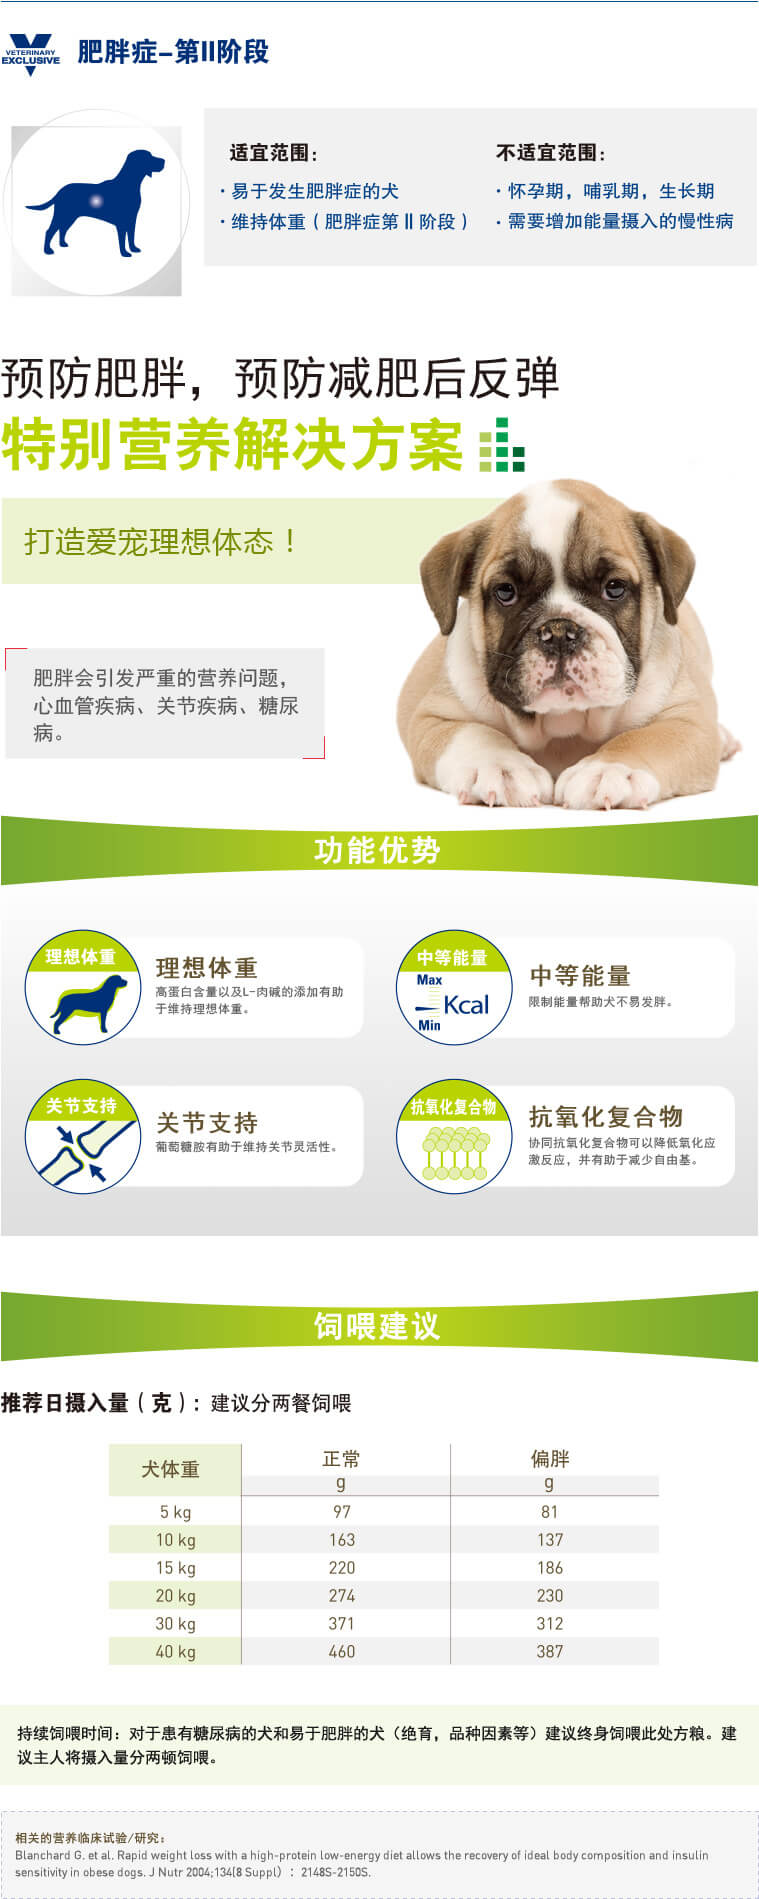 VETERINARY
EXCLUSIVE
肥胖症-第II阶段
适宜范围：
· 易于发生肥胖症的犬
· 维持体重（肥胖症第Ⅱ阶段）
不适宜范围：
· 怀孕期，哺乳期，生长期
· 需要增加能量摄入的慢性病
预防肥胖，预防减肥后反弹
特别营养解决方案
打造爱宠理想体态！
肥胖会引发严重的营养问题，
心血管疾病、关节疾病、糖尿
病。
功能优势
理想体重
理想体重
高蛋白含量以及L-肉碱的添加有助
于维持理想体重。
中等能量
Max
Kcal
Min
中等能量
限制能量帮助犬不易发胖。
关节支持
关节支持
葡萄糖胺有助于维持关节灵活性。
抗氧化复合物
抗氧化复合物
协同抗氧化复合物可以降低氧化应
激反应，并有助于减少自由基。
饲喂建议
推荐日摄入量（克）：建议分两餐饲喂
犬体重 正常 偏胖
g g
5 kg 97 81
10 kg 163 137
15 kg 220 186
20 kg 274 230
30 kg 371 312
40 kg 460 387
持续饲喂时间：对于患有糖尿病的犬和易于肥胖的犬（绝育，品种因素等）建议终身饲喂此处方粮。建
议主人将摄入量分两顿饲喂。
相关的营养临床试验/研究：
Blanchard G. et al. Rapid weight loss with a high-protein low-energy diet allows the recovery of ideal body composition and insulin
sensitivity in obese dogs. J Nutr 2004;134(8 Suppl）：2148S-2150S.